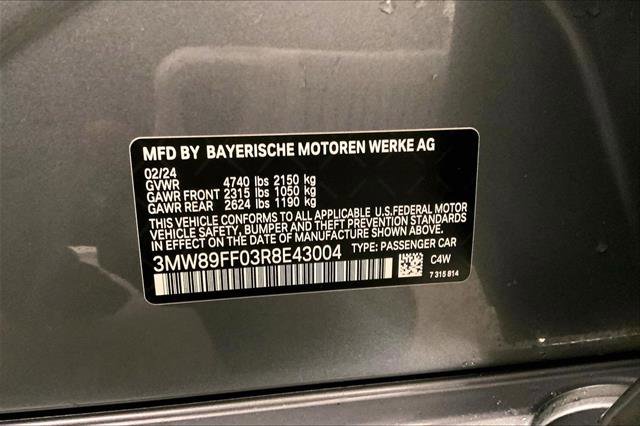 MFD BY BAYERISCHE MOTOREN WERKE AG
02/24
GVWR 4740 lbs 2150 kg
GAWR FRONT 2315 lbs 1050 kg
GAWR REAR 2624 lbs 1190 kg
THIS VEHICLE CONFORMS TO ALL APPLICABLE U.S.FEDERAL MOTOR
VEHICLE SAFETY, BUMPER AND THEFT PREVENTION STANDARDS
IN EFFECT ON THE DATE OF MANUFACTURE SHOWN ABOVE.
3MW89FF03R8E43004 TYPE: PASSENGER CAR
C4W
7 315 814